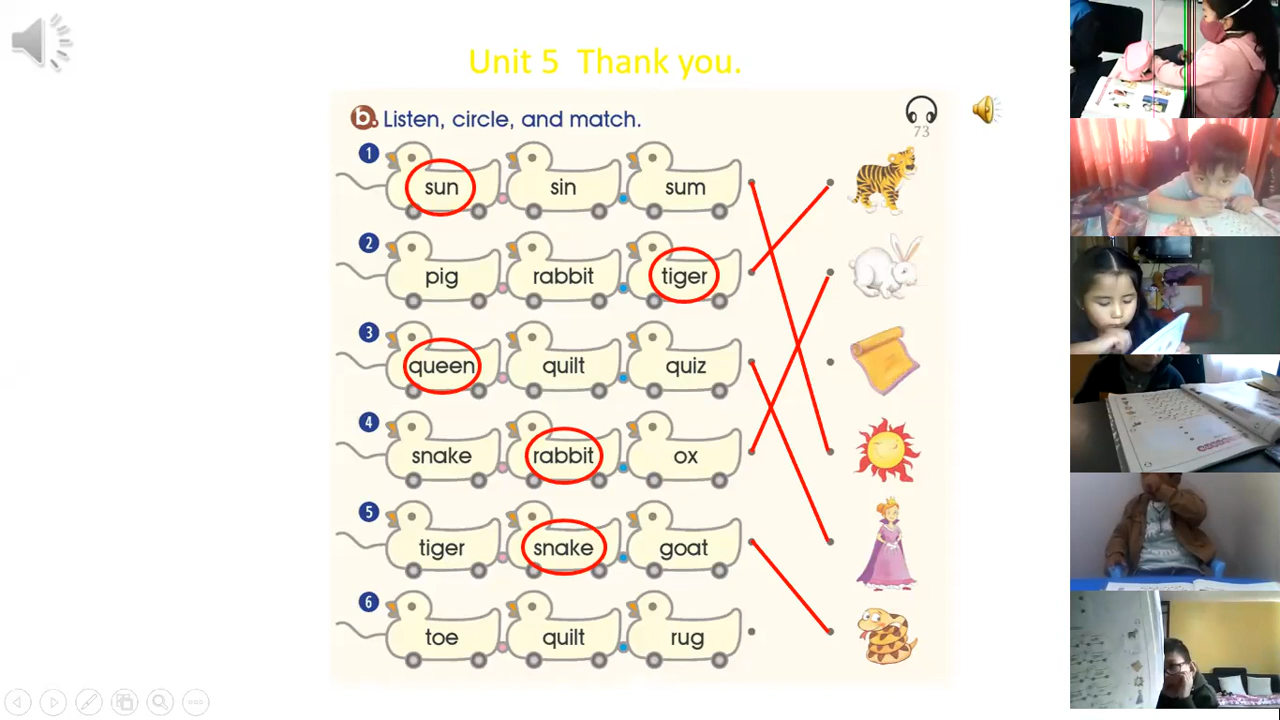 Unit 5 Thank you.
b. Listen, circle, and match.
73
1
sun sin sum
2
pig rabbit tiger
3
queen quilt quiz
4
snake rabbit ox
5
tiger snake goat
6
toe quilt rug